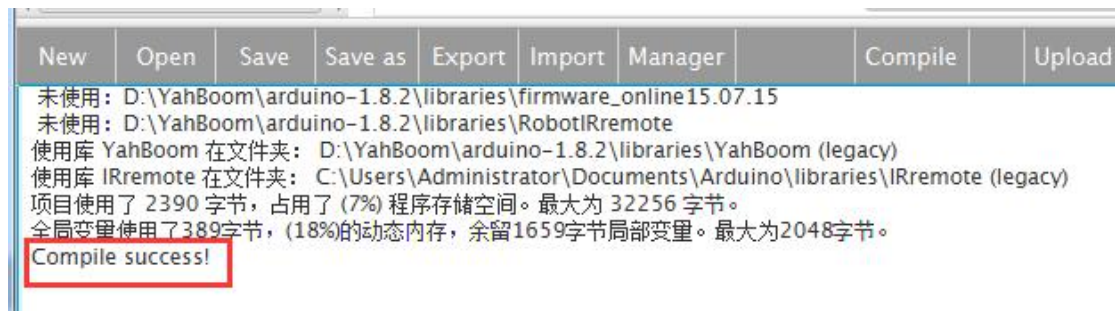 New Open Save Save as Export Import Manager Compile Upload
未使用: D:\YahBoom\arduino-1.8.2\libraries\firmware_online15.07.15
未使用: D:\YahBoom\arduino-1.8.2\libraries\RobotIRremote
使用库 YahBoom 在文件夹: D:\YahBoom\arduino-1.8.2\libraries\YahBoom (legacy)
使用库 IRremote 在文件夹: C:\Users\Administrator\Documents\Arduino\libraries\IRremote (legacy)
项目使用了 2390 字节，占用了 (7%) 程序存储空间。最大为 32256 字节。
全局变量使用了389字节，(18%)的动态内存，余留1659字节局部变量。最大为2048字节。
Compile success!